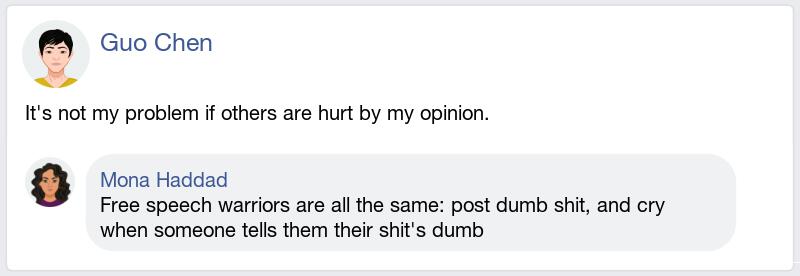 Guo Chen
It's not my problem if others are hurt by my opinion.
Mona Haddad
Free speech warriors are all the same: post dumb shit, and cry
when someone tells them their shit's dumb